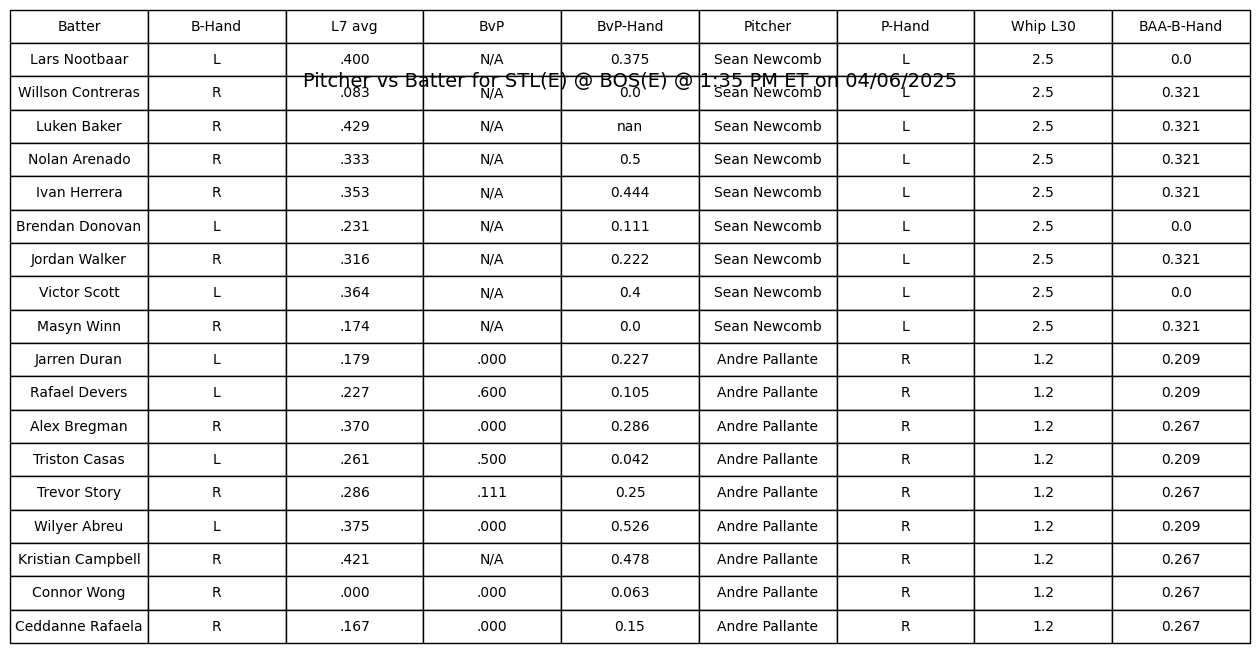 Batter B-Hand L7 avg BvP BvP-Hand Pitcher P-Hand Whip L30 BAA-B-Hand
Lars Nootbaar L .400 N/A 0.375 Sean Newcomb L 2.5 0.0
Pitcher vs Batter for STL(E) @ BOS(E) @ 1:35 PM ET on 04/06/2025
Willson Contreras R .083 N/A 0.0 Sean Newcomb L 2.5 0.321
Luken Baker R .429 N/A nan Sean Newcomb L 2.5 0.321
Nolan Arenado R .333 N/A 0.5 Sean Newcomb L 2.5 0.321
Ivan Herrera R .353 N/A 0.444 Sean Newcomb L 2.5 0.321
Brendan Donovan L .231 N/A 0.111 Sean Newcomb L 2.5 0.0
Jordan Walker R .316 N/A 0.222 Sean Newcomb L 2.5 0.321
Victor Scott L .364 N/A 0.4 Sean Newcomb L 2.5 0.0
Masyn Winn R .174 N/A 0.0 Sean Newcomb L 2.5 0.321
Jarren Duran L .179 .000 0.227 Andre Pallante R 1.2 0.209
Rafael Devers L .227 .600 0.105 Andre Pallante R 1.2 0.209
Alex Bregman R .370 .000 0.286 Andre Pallante R 1.2 0.267
Triston Casas L .261 .500 0.042 Andre Pallante R 1.2 0.209
Trevor Story R .286 .111 0.25 Andre Pallante R 1.2 0.267
Wilyer Abreu L .375 .000 0.526 Andre Pallante R 1.2 0.209
Kristian Campbell R .421 N/A 0.478 Andre Pallante R 1.2 0.267
Connor Wong R .000 .000 0.063 Andre Pallante R 1.2 0.267
Ceddanne Rafaela R .167 .000 0.15 Andre Pallante R 1.2 0.267